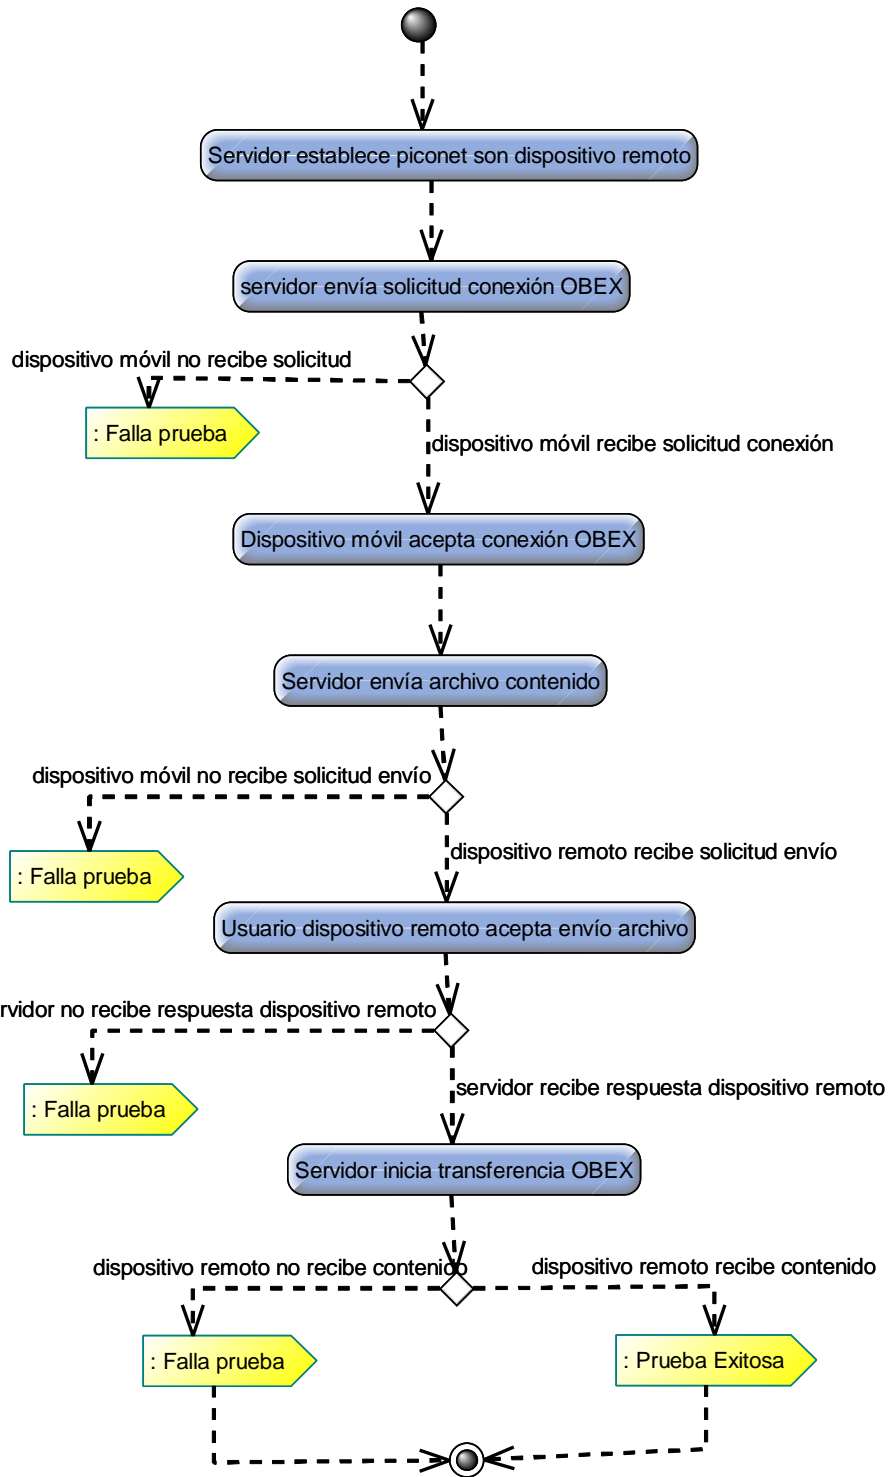 Servidor establece piconet son dispositivo remoto
servidor envía solicitud conexión OBEX
dispositivo móvil no recibe solicitud
: Falla prueba
dispositivo móvil recibe solicitud conexión
Dispositivo móvil acepta conexión OBEX
Servidor envía archivo contenido
dispositivo móvil no recibe solicitud envío
dispositivo remoto recibe solicitud envío
: Falla prueba
Usuario dispositivo remoto acepta envío archivo
rvidor no recibe respuesta dispositivo remoto
servidor recibe respuesta dispositivo remoto
: Falla prueba
Servidor inicia transferencia OBEX
dispositivo remoto no recibe contenido
dispositivo remoto recibe contenido
: Falla prueba
: Prueba Exitosa